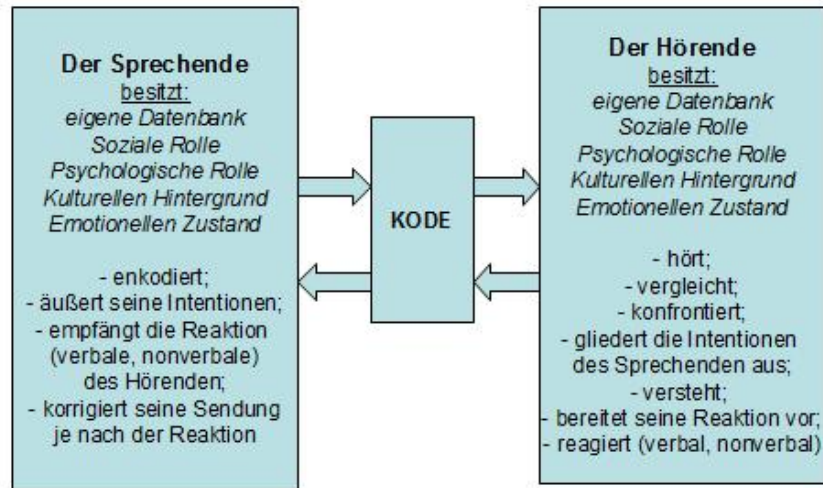 Der Sprechende
besitzt:
eigene Datenbank
Soziale Rolle
Psychologische Rolle
Kulturellen Hintergrund
Emotionellen Zustand
- enkodiert;
- äußert seine Intentionen;
- empfängt die Reaktion
(verbale, nonverbale)
des Hörenden;
- korrigiert seine Sendung
je nach der Reaktion
KODE
Der Hörende
besitzt:
eigene Datenbank
Soziale Rolle
Psychologische Rolle
Kulturellen Hintergrund
Emotionellen Zustand
- hört;
- vergleicht;
- konfrontiert;
- gliedert die Intentionen
des Sprechenden aus;
- versteht;
- bereitet seine Reaktion vor;
- reagiert (verbal, nonverbal)